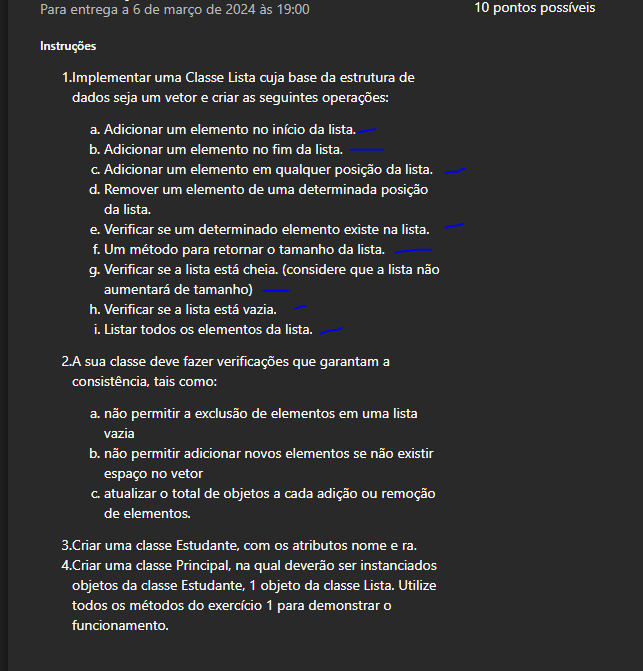 Para entrega a 6 de março de 2024 às 19:00
10 pontos possíveis
Instruções
1.Implementar uma Classe Lista cuja base da estrutura de
dados seja um vetor e criar as seguintes operações:
a. Adicionar um elemento no início da lista.
b. Adicionar um elemento no fim da lista.
c. Adicionar um elemento em qualquer posição da lista.
d. Remover um elemento de uma determinada posição
da lista.
e. Verificar se um determinado elemento existe na lista.
f. Um método para retornar o tamanho da lista.
g. Verificar se a lista está cheia. (considere que a lista não
aumentará de tamanho)
h. Verificar se a lista está vazia.
i. Listar todos os elementos da lista.
2.A sua classe deve fazer verificações que garantam a
consistência, tais como:
a. não permitir a exclusão de elementos em uma lista
vazia
b. não permitir adicionar novos elementos se não existir
espaço no vetor
c. atualizar o total de objetos a cada adição ou remoção
de elementos.
3.Criar uma classe Estudante, com os atributos nome e ra.
4.Criar uma classe Principal, na qual deverão ser instanciados
objetos da classe Estudante, 1 objeto da classe Lista. Utilize
todos os métodos do exercício 1 para demonstrar o
funcionamento.